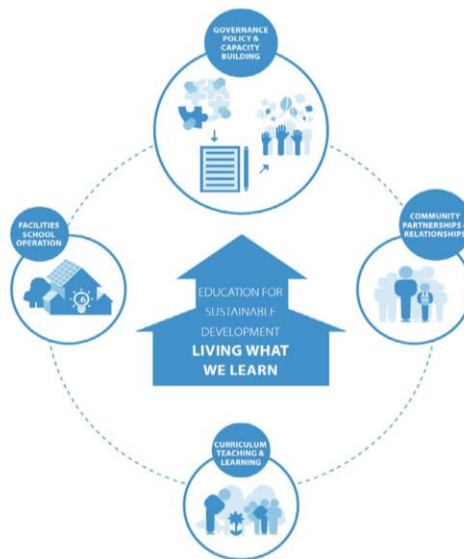 GOVERNANCE
POLICY &
CAPACITY
BUILDING
FACILITIES
SCHOOL
OPERATION
COMMUNITY
PARTNERSHIPS &
RELATIONSHIPS
EDUCATION FOR
SUSTAINABLE
DEVELOPMENT
LIVING WHAT
WE LEARN
CURRICULUM
TEACHING &
LEARNING